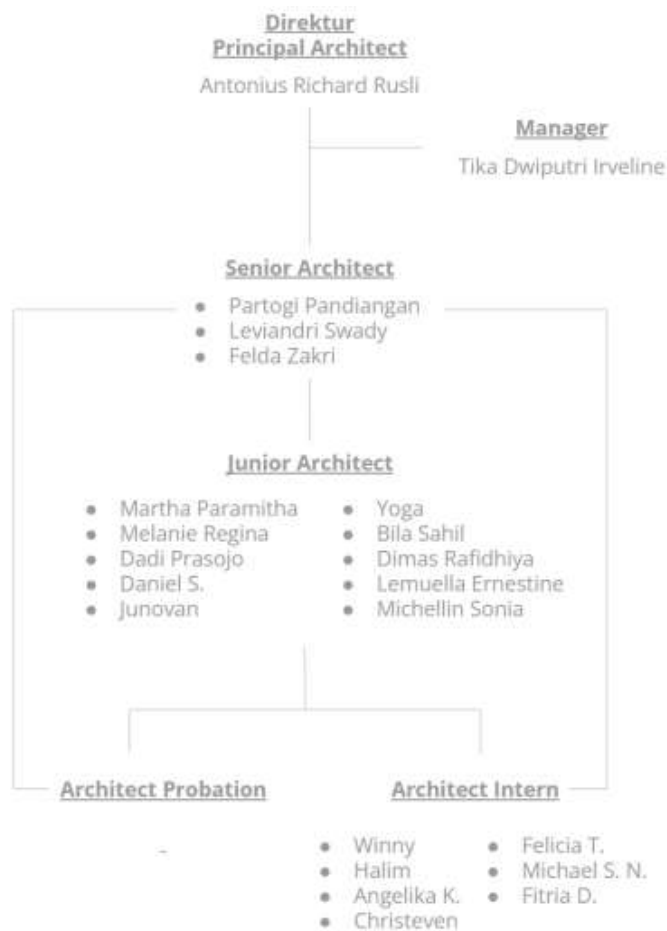 Direktur
Principal Architect
Antonius Richard Rusli
Manager
Tika Dwiputri Irveline
Senior Architect
● Partogi Pandiangan
● Leviandri Swady
● Felda Zakri
Junior Architect
● Martha Paramitha
● Melanie Regina
● Dadi Prasojo
● Daniel S.
● Junovan
● Yoga
● Bila Sahil
● Dimas Rafidhiya
● Lemuella Ernestine
● Michellin Sonia
Architect Probation
-
Architect Intern
● Winny
● Halim
● Angelika K.
● Christeven
● Felicia T.
● Michael S. N.
● Fitria D.